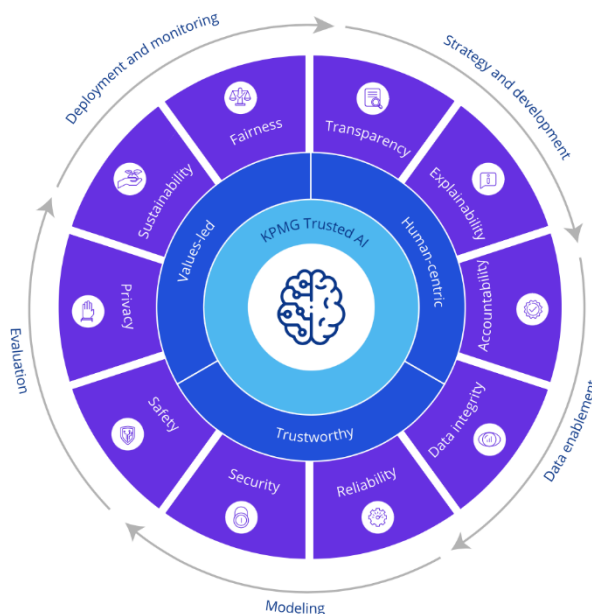 Deployment and monitoring
Strategy and development
Data enablement
Modeling
Evaluation
Fairness
Transparency
Explainability
Accountability
Data integrity
Reliability
Security
Safety
Privacy
Sustainability
Values-led
Human-centric
Trustworthy
KPMG Trusted AI